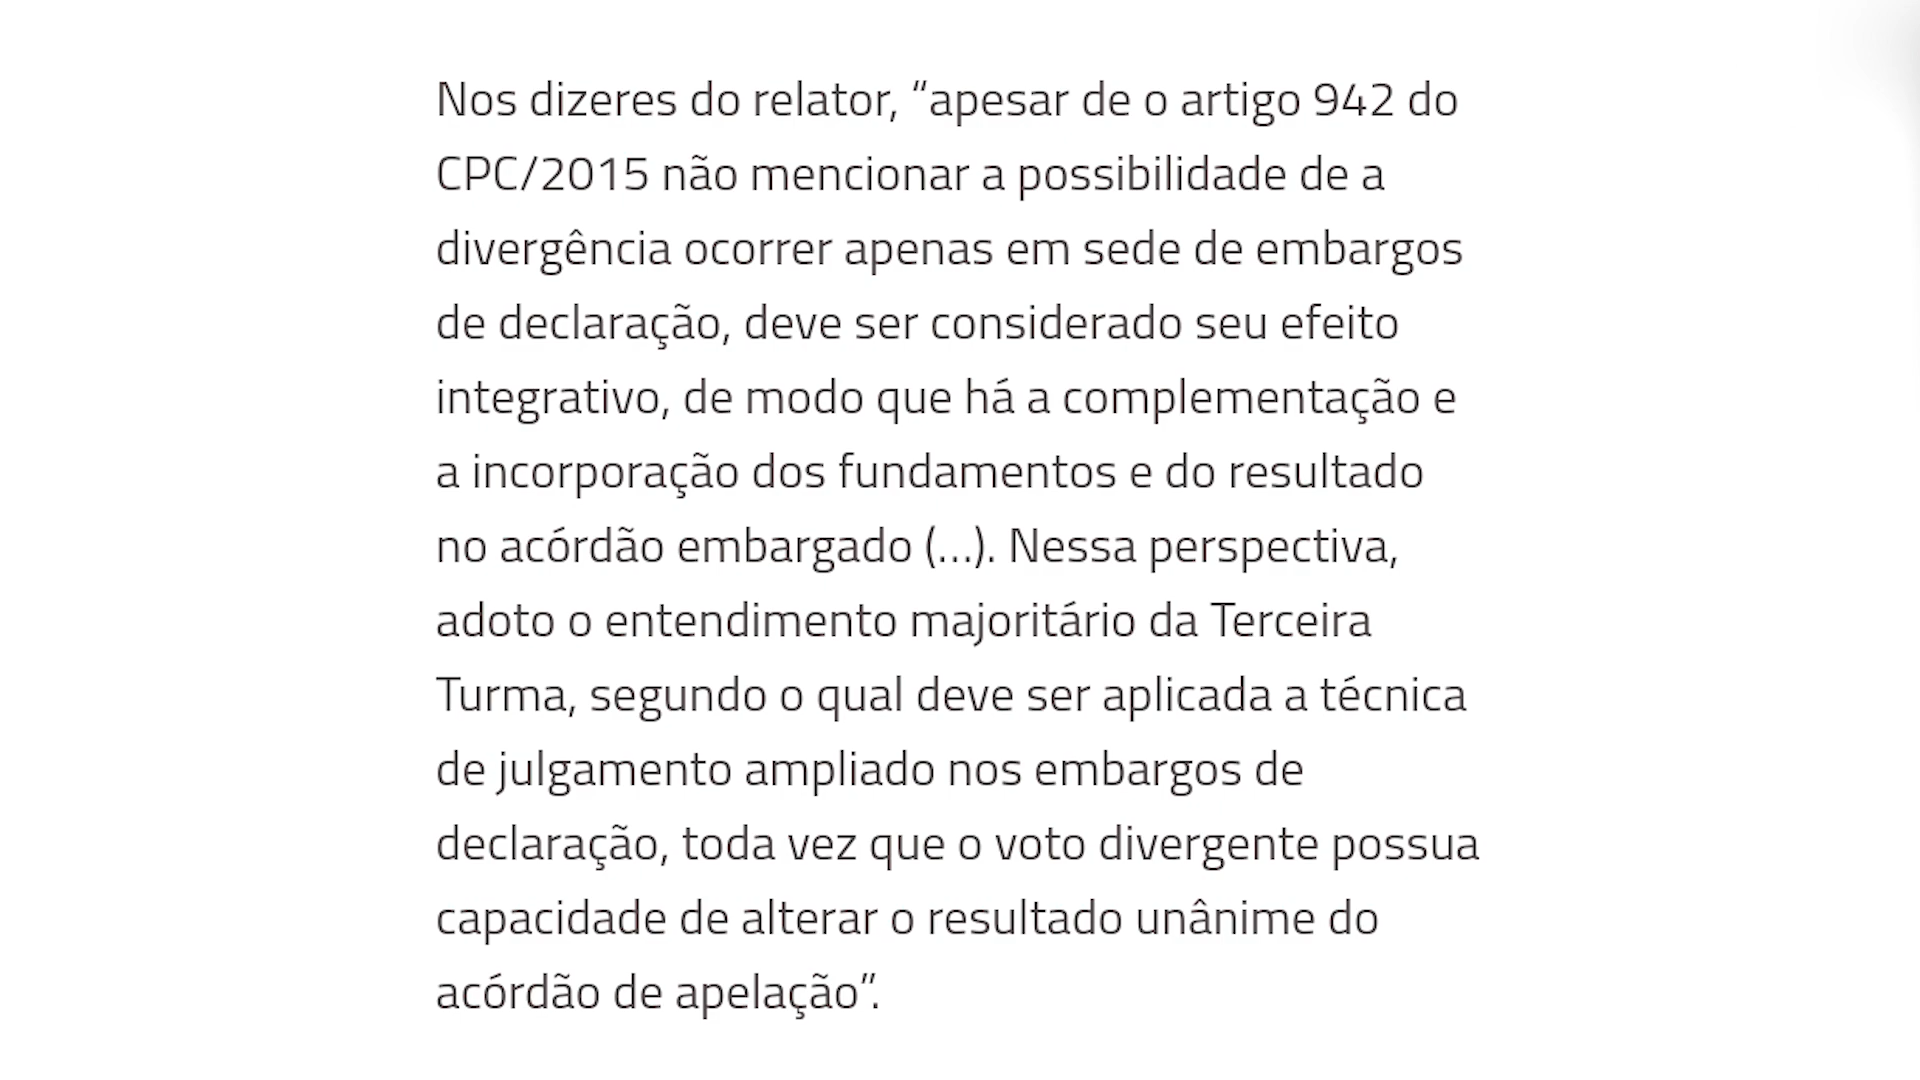 Nos dizeres do relator, “apesar de o artigo 942 do
CPC/2015 não mencionar a possibilidade de a
divergência ocorrer apenas em sede de embargos
de declaração, deve ser considerado seu efeito
integrativo, de modo que há a complementação e
a incorporação dos fundamentos e do resultado
no acórdão embargado (...). Nessa perspectiva,
adoto o entendimento majoritário da Terceira
Turma, segundo o qual deve ser aplicada a técnica
de julgamento ampliado nos embargos de
declaração, toda vez que o voto divergente possua
capacidade de alterar o resultado unânime do
acórdão de apelação”.